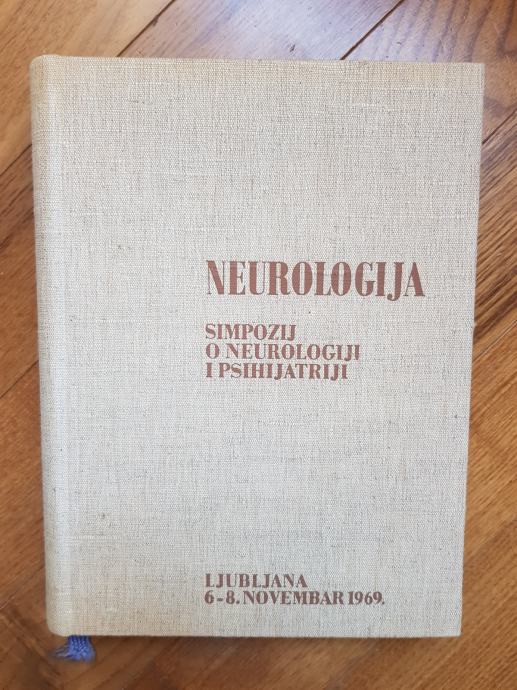 NEUROLOGIJA
SIMPOZIJ
O NEUROLOGIJI
I PSIHIJATRIJI
LJUBLJANA
6-8. NOVEMBAR 1969.